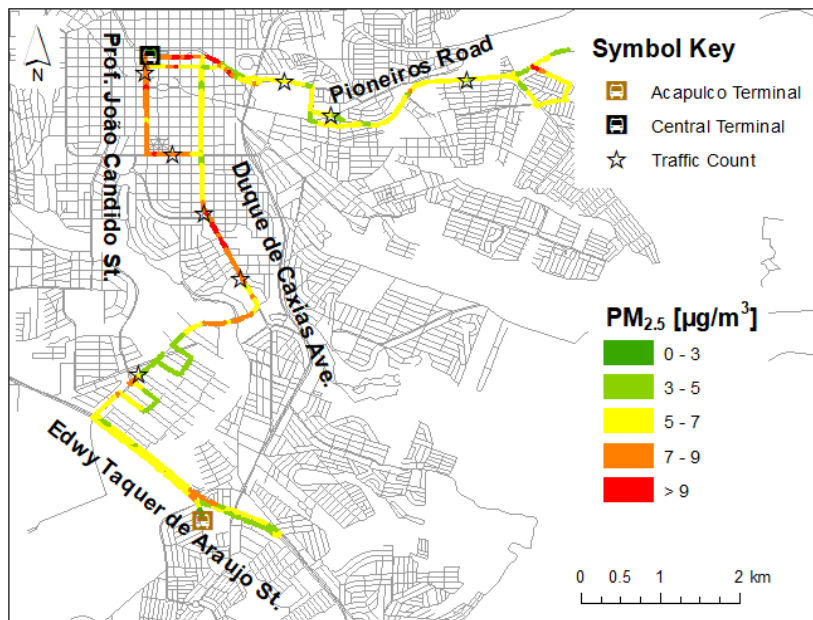 N
Prof. João Candido St.
Pioneiros Road
Duque de Caxias Ave.
Edwy Taquer de Araujo St.
Symbol Key
Acapulco Terminal
Central Terminal
Traffic Count
PM2.5 [µg/m³]
0 - 3
3 - 5
5 - 7
7 - 9
> 9
0 0.5 1 2 km